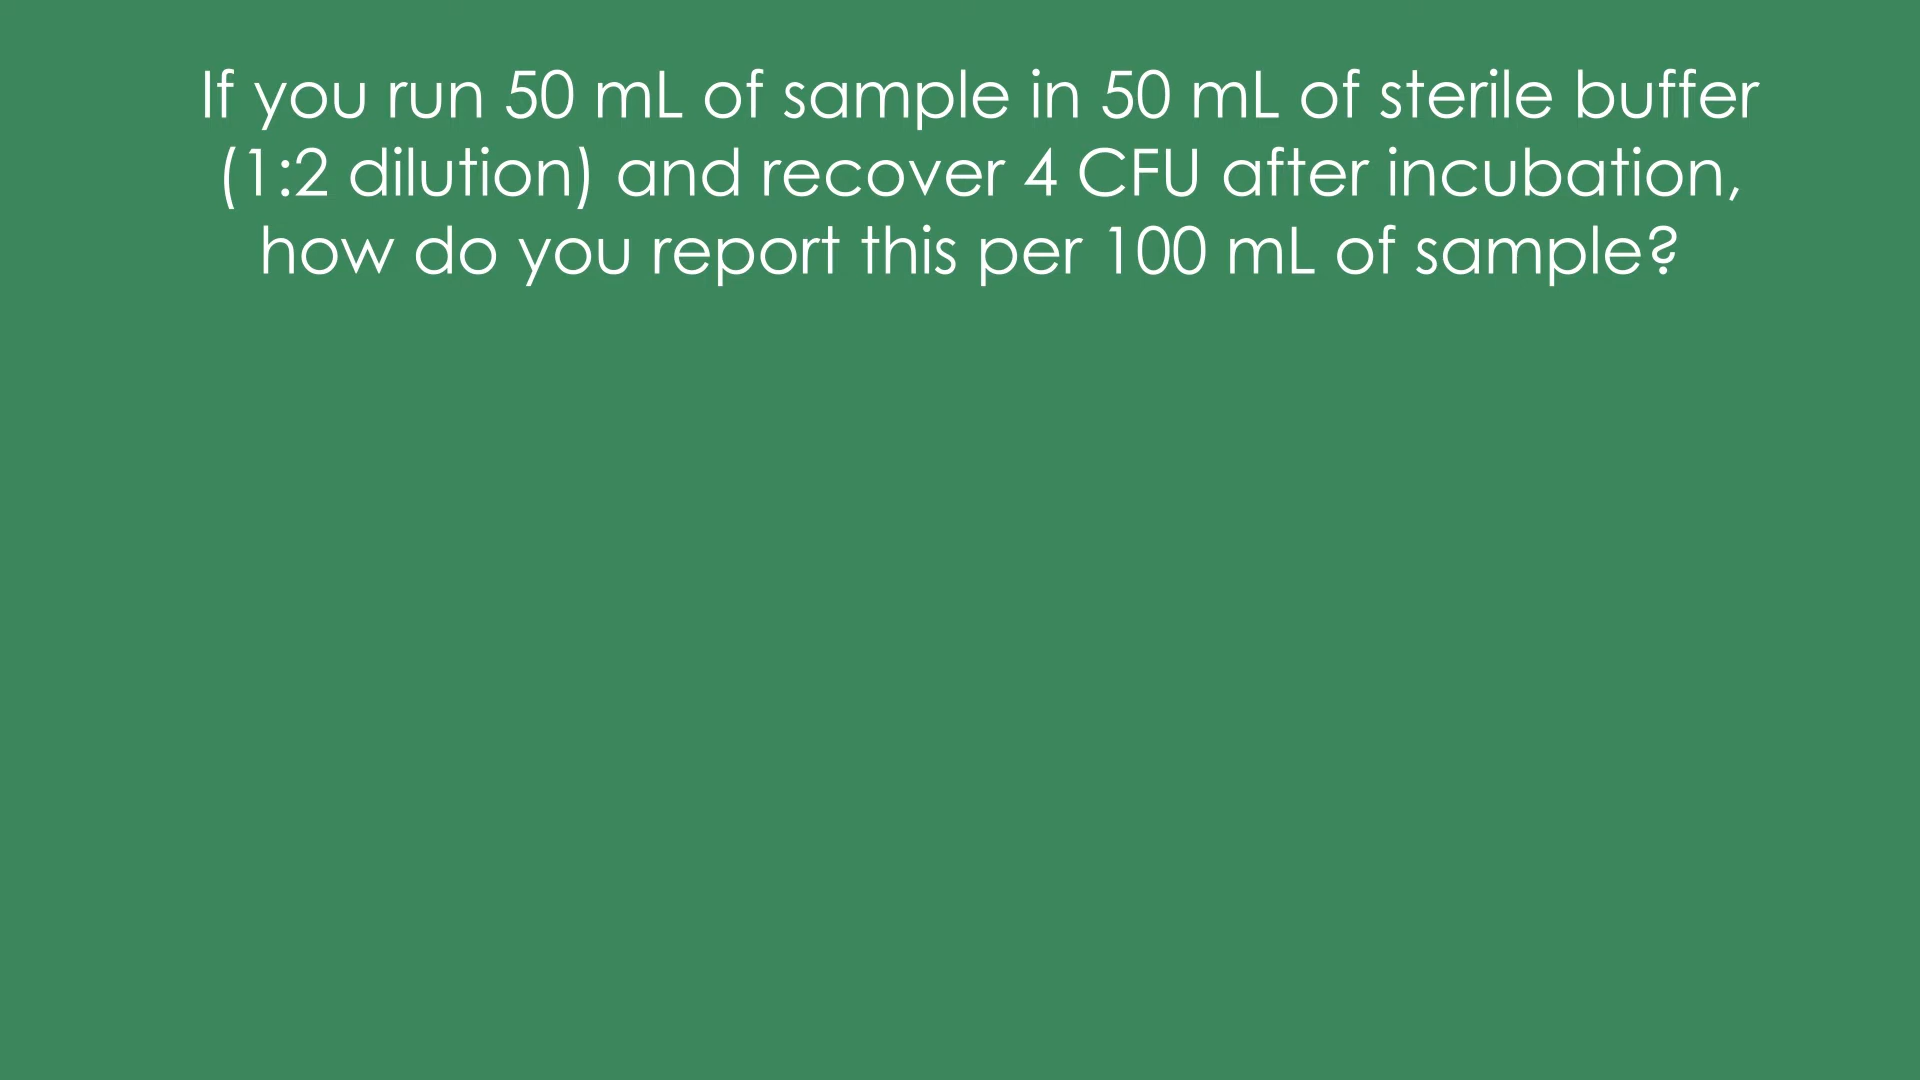 If you run 50 mL of sample in 50 mL of sterile buffer
(1:2 dilution) and recover 4 CFU after incubation,
how do you report this per 100 mL of sample?